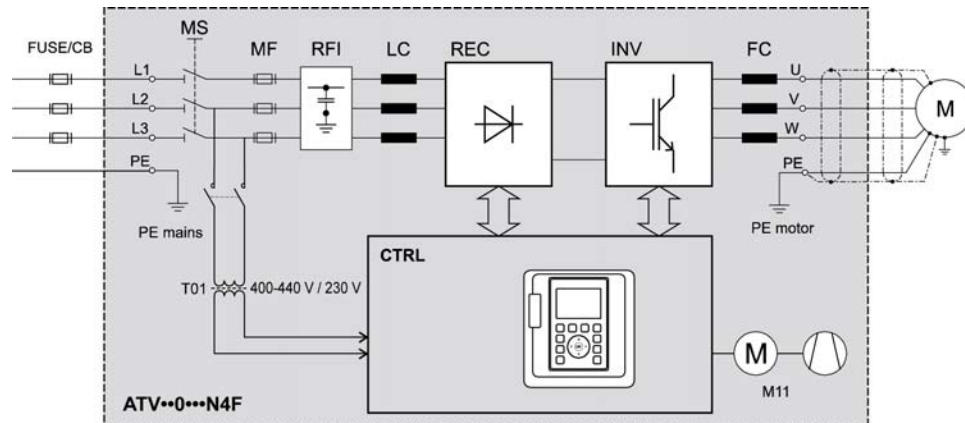 FUSE/CB
MS
MF
RFI
LC
REC
INV
FC
L1
L2
L3
PE
PE mains
U
V
W
PE
PE motor
M
T01
400-440 V / 230 V
CTRL
M
M11
ATV••0•••N4F